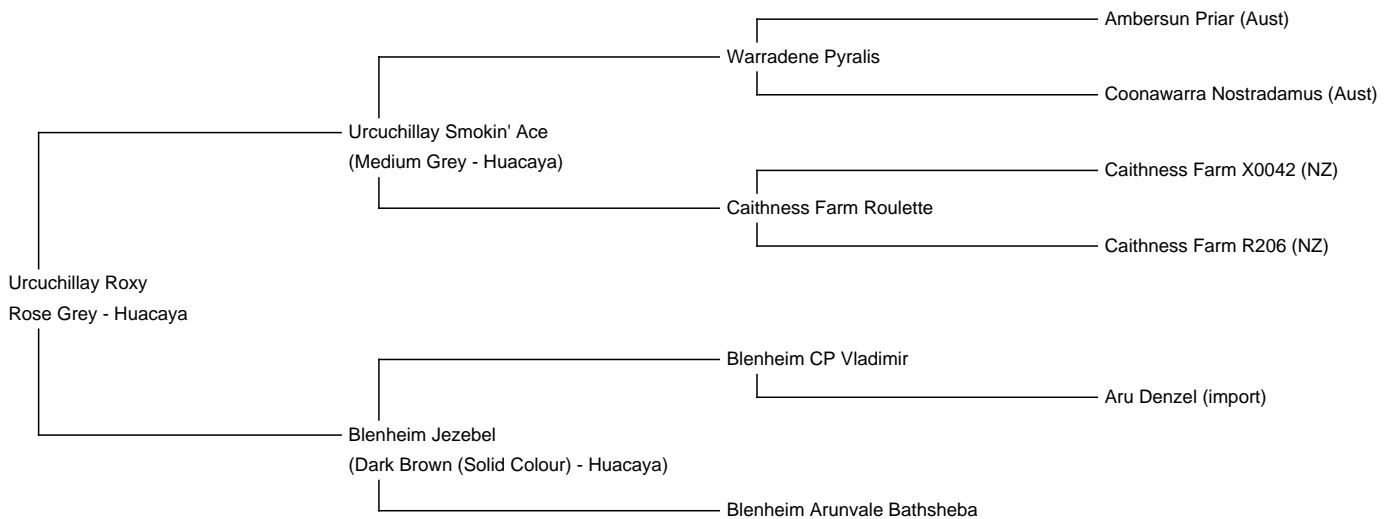 Ambersun Priar (Aust)
Warradene Pyralis
Coonawarra Nostradamus (Aust)
Urcuchillay Smokin' Ace
(Medium Grey - Huacaya)
Caithness Farm X0042 (NZ)
Caithness Farm Roulette
Caithness Farm R206 (NZ)
Urcuchillay Roxy
Rose Grey - Huacaya
Blenheim CP Vladimir
Aru Denzel (import)
Blenheim Jezebel
(Dark Brown (Solid Colour) - Huacaya)
Blenheim Arunvale Bathsheba